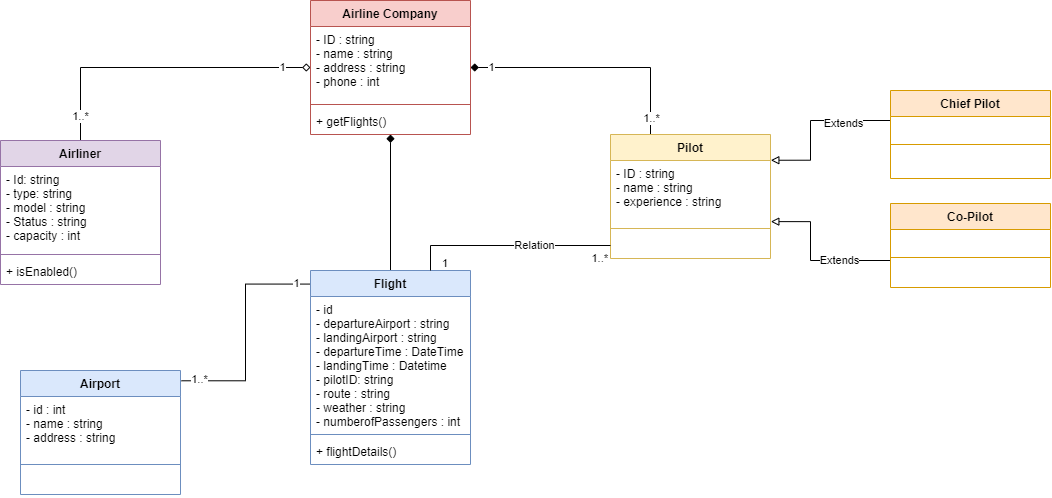 Airline Company
- ID : string
- name : string
- address : string
- phone : int
+ getFlights()
1
1..*
1
1..*
Airliner
- Id: string
- type: string
- model : string
- Status : string
- capacity : int
+ isEnabled()
Pilot
- ID : string
- name : string
- experience : string
Extends
Chief Pilot
Extends
Co-Pilot
Relation
1
1..*
Flight
- id
- departureAirport : string
- landingAirport : string
- departureTime : DateTime
- landingTime : Datetime
- pilotID: string
- route : string
- weather : string
- numberofPassengers : int
+ flightDetails()
1
1..*
Airport
- id : int
- name : string
- address : string